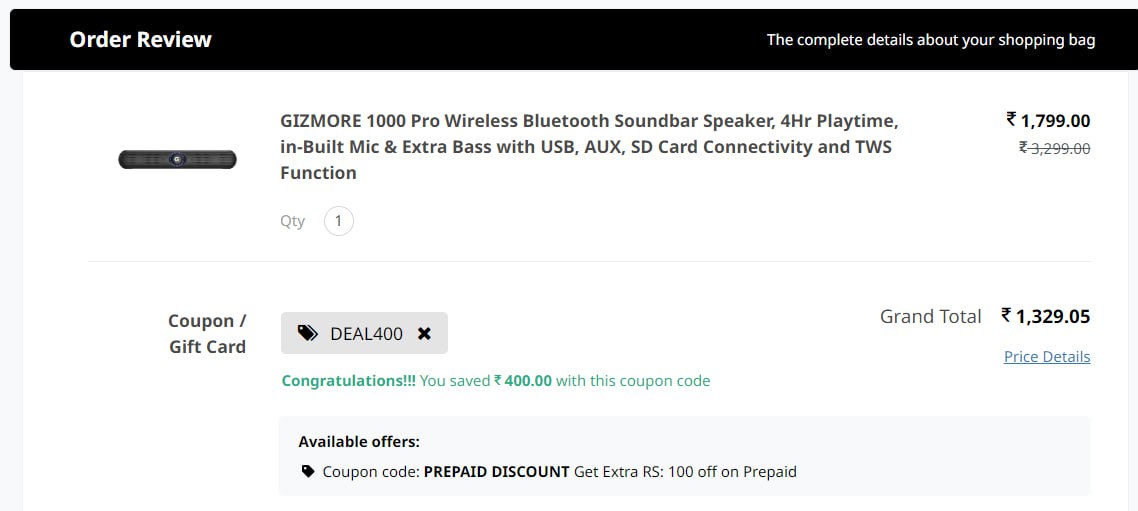 Order Review
The complete details about your shopping bag
GIZMORE 1000 Pro Wireless Bluetooth Soundbar Speaker, 4Hr Playtime,
in-Built Mic & Extra Bass with USB, AUX, SD Card Connectivity and TWS
Function
₹ 1,799.00
₹ 3,299.00
Qty 1
Coupon /
Gift Card
DEAL400 ✖
Congratulations!!! You saved ₹ 400.00 with this coupon code
Grand Total ₹ 1,329.05
Price Details
Available offers:
Coupon code: PREPAID DISCOUNT Get Extra RS: 100 off on Prepaid